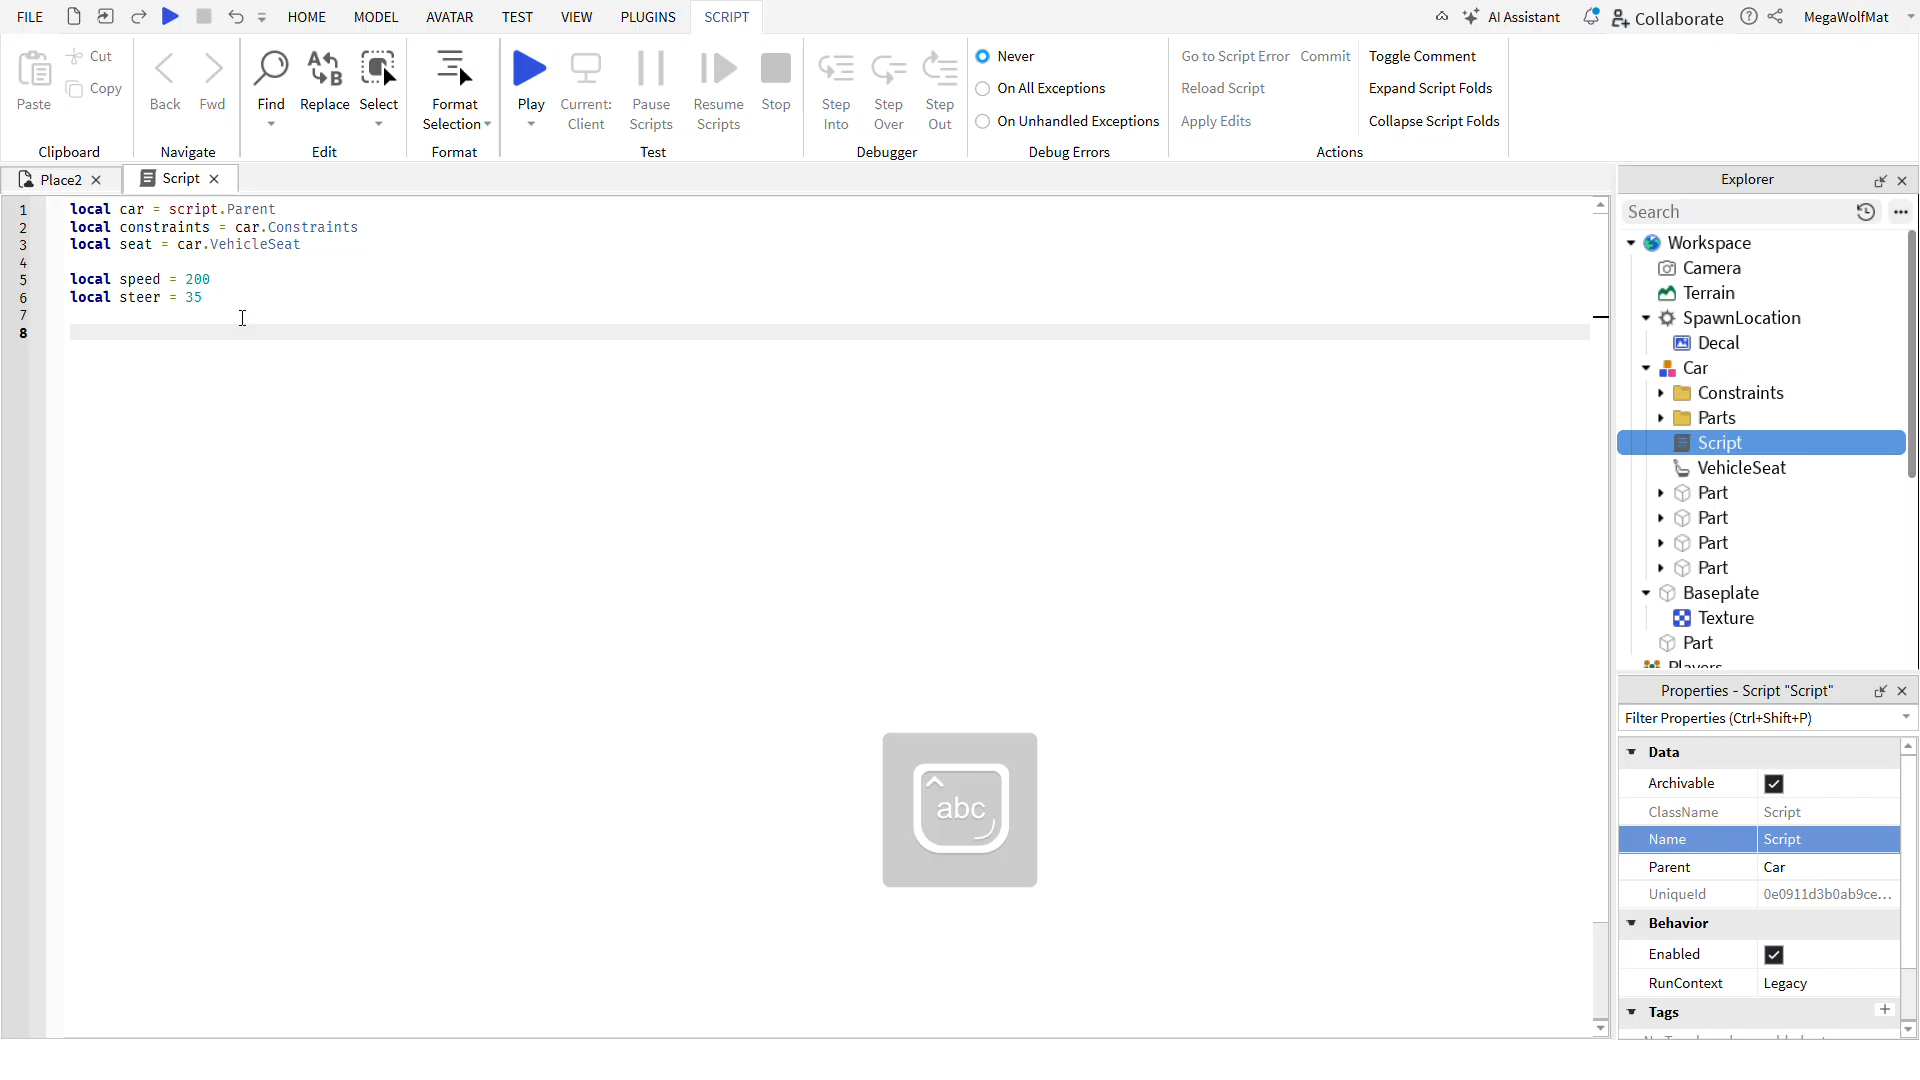 FILE
HOME
MODEL
AVATAR
TEST
VIEW
PLUGINS
SCRIPT
AI Assistant
Collaborate
MegaWolfMat
Paste
Cut
Copy
Clipboard
Back
Fwd
Navigate
Find
Replace
Select
Edit
Format
Selection
Format
Play
Current:
Client
Pause
Scripts
Resume
Scripts
Stop
Test
Step
Into
Step
Over
Step
Out
Debugger
Never
On All Exceptions
On Unhandled Exceptions
Debug Errors
Go to Script Error
Commit
Toggle Comment
Reload Script
Expand Script Folds
Apply Edits
Collapse Script Folds
Actions
Place2
Script
1 local car = script.Parent
2 local constraints = car.Constraints
3 local seat = car.VehicleSeat
4
5 local speed = 200
6 local steer = 35
7
8
abc
Explorer
Search
Workspace
Camera
Terrain
SpawnLocation
Decal
Car
Constraints
Parts
Script
VehicleSeat
Part
Part
Part
Part
Baseplate
Texture
Part
Players
Properties - Script "Script"
Filter Properties (Ctrl+Shift+P)
Data
Archivable
ClassName Script
Name Script
Parent Car
UniqueId 0e0911d3b0ab9ce...
Behavior
Enabled
RunContext Legacy
Tags